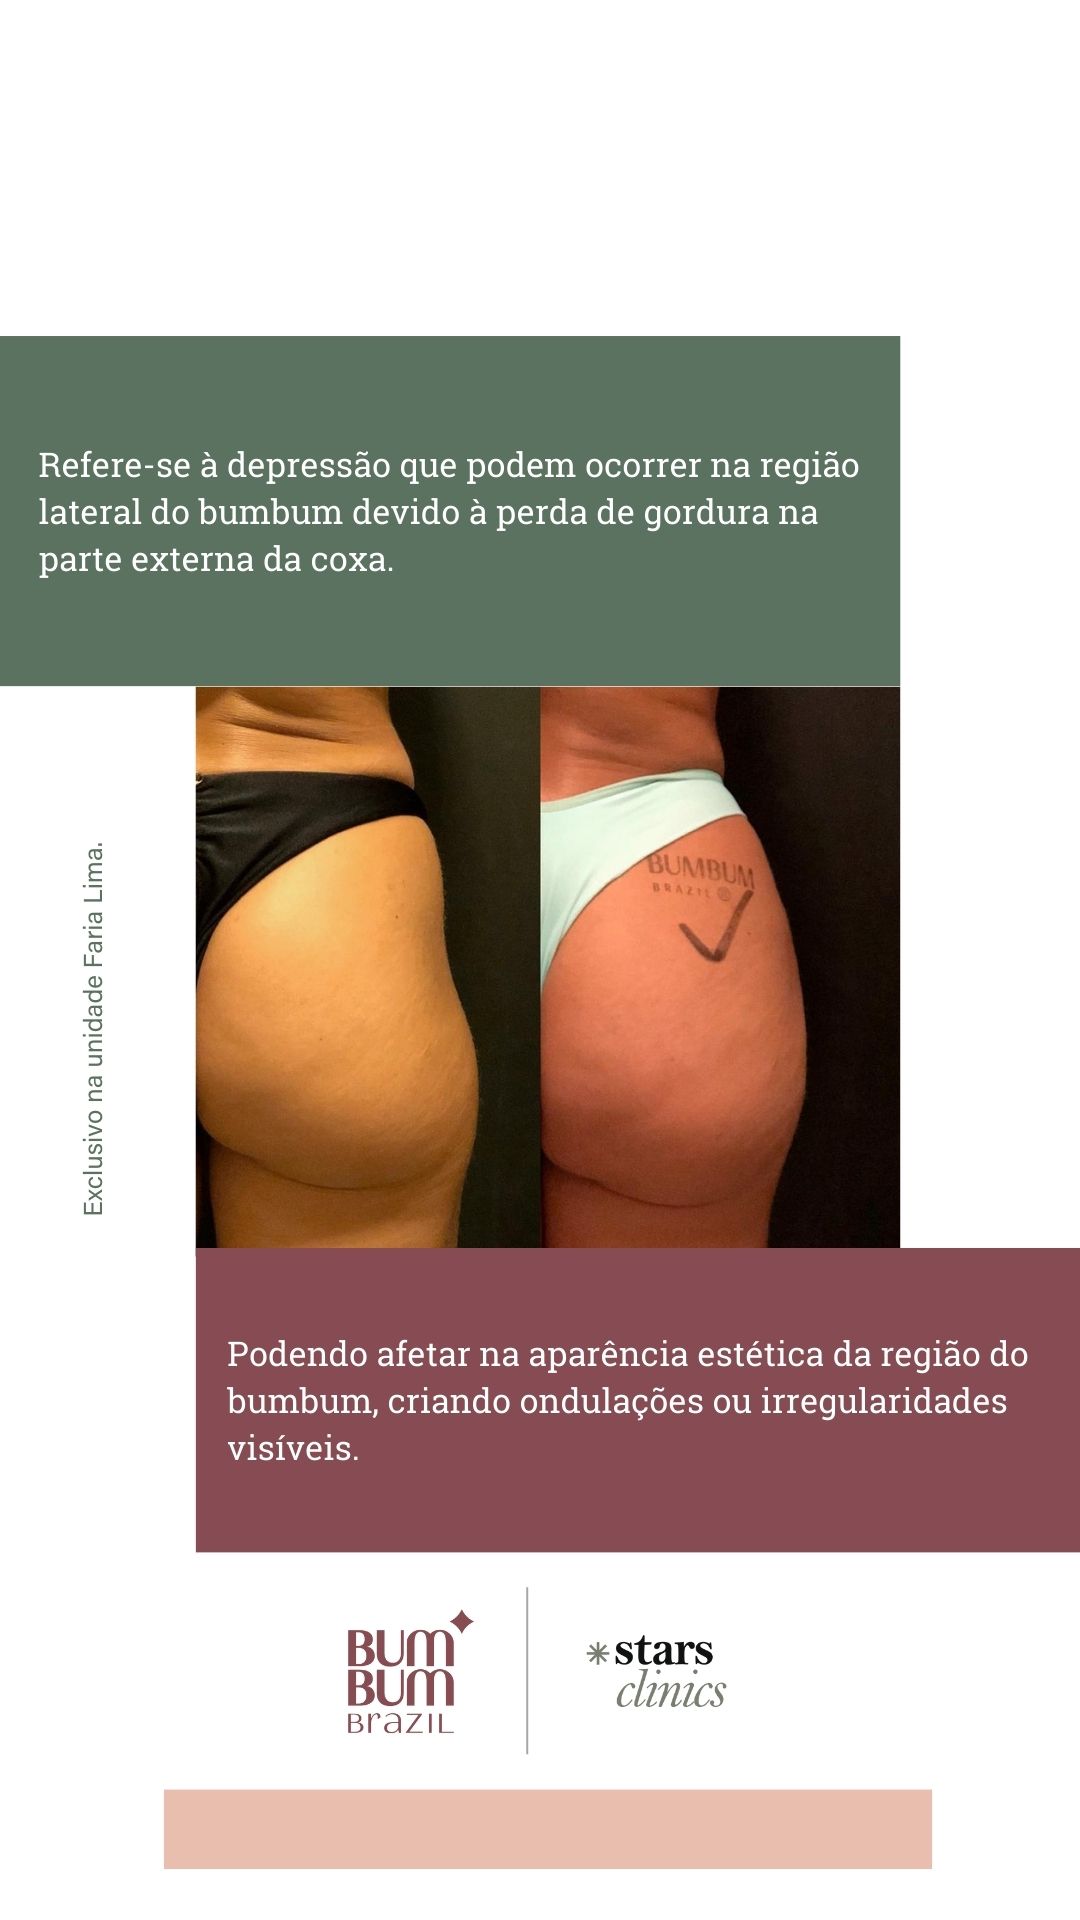 Refere-se à depressão que podem ocorrer na região
lateral do bumbum devido à perda de gordura na
parte externa da coxa.
Exclusivo na unidade Faria Lima.
BUMBUM
BRAZIL
Podendo afetar na aparência estética da região do
bumbum, criando ondulações ou irregularidades
visíveis.
BUM
BUM
BrazIL
stars
clinics